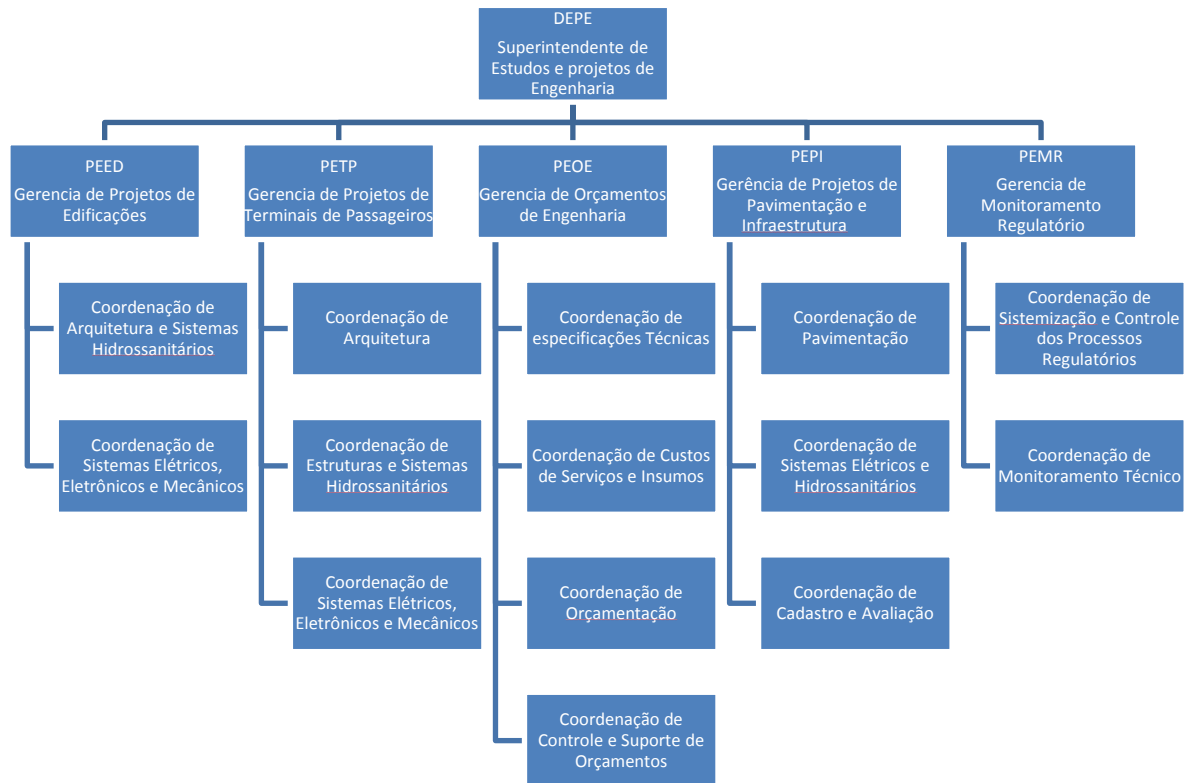 DEPE
Superintendente de
Estudos e projetos de
Engenharia
PEED
Gerencia de Projetos de
Edificações
PETP
Gerencia de Projetos de
Terminais de Passageiros
PEOE
Gerencia de Orçamentos
de Engenharia
PEPI
Gerência de Projetos de
Pavimentação e
Infraestrutura
PEMR
Gerencia de
Monitoramento
Regulatório
Coordenação de
Arquitetura e Sistemas
Hidrossanitários
Coordenação de
Arquitetura
Coordenação de
especificações Técnicas
Coordenação de
Pavimentação
Coordenação de
Sistemização e Controle
dos Processos
Regulatórios
Coordenação de
Sistemas Elétricos,
Eletrônicos e Mecânicos
Coordenação de
Estruturas e Sistemas
Hidrossanitários
Coordenação de Custos
de Serviços e Insumos
Coordenação de
Sistemas Elétricos e
Hidrossanitários
Coordenação de
Monitoramento Técnico
Coordenação de
Sistemas Elétricos,
Eletrônicos e Mecânicos
Coordenação de
Orçamentação
Coordenação de
Cadastro e Avaliação
Coordenação de
Controle e Suporte de
Orçamentos